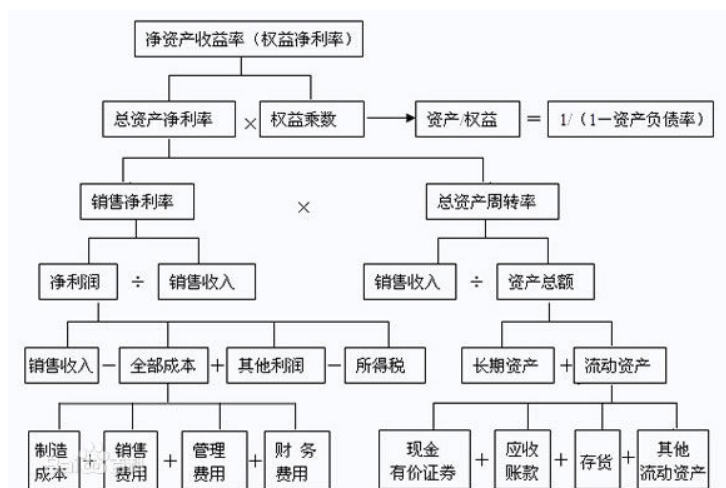 净资产收益率（权益净利率）
总资产净利率 × 权益乘数 资产/权益 = 1/（1—资产负债率）
销售净利率 × 总资产周转率
净利润 ÷ 销售收入 销售收入 ÷ 资产总额
销售收入 − 全部成本 + 其他利润 − 所得税 长期资产 + 流动资产
制造 销售 管理 财务 现金 应收 其他
成本 + 费用 + 费用 + 费用 有价证券 + 账款 + 存货 + 流动资产